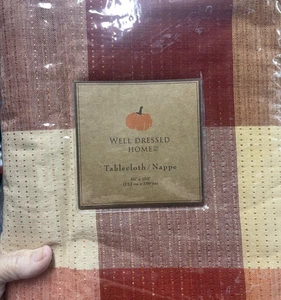 WELL DRESSED
HOME
Tablecloth / Nappe